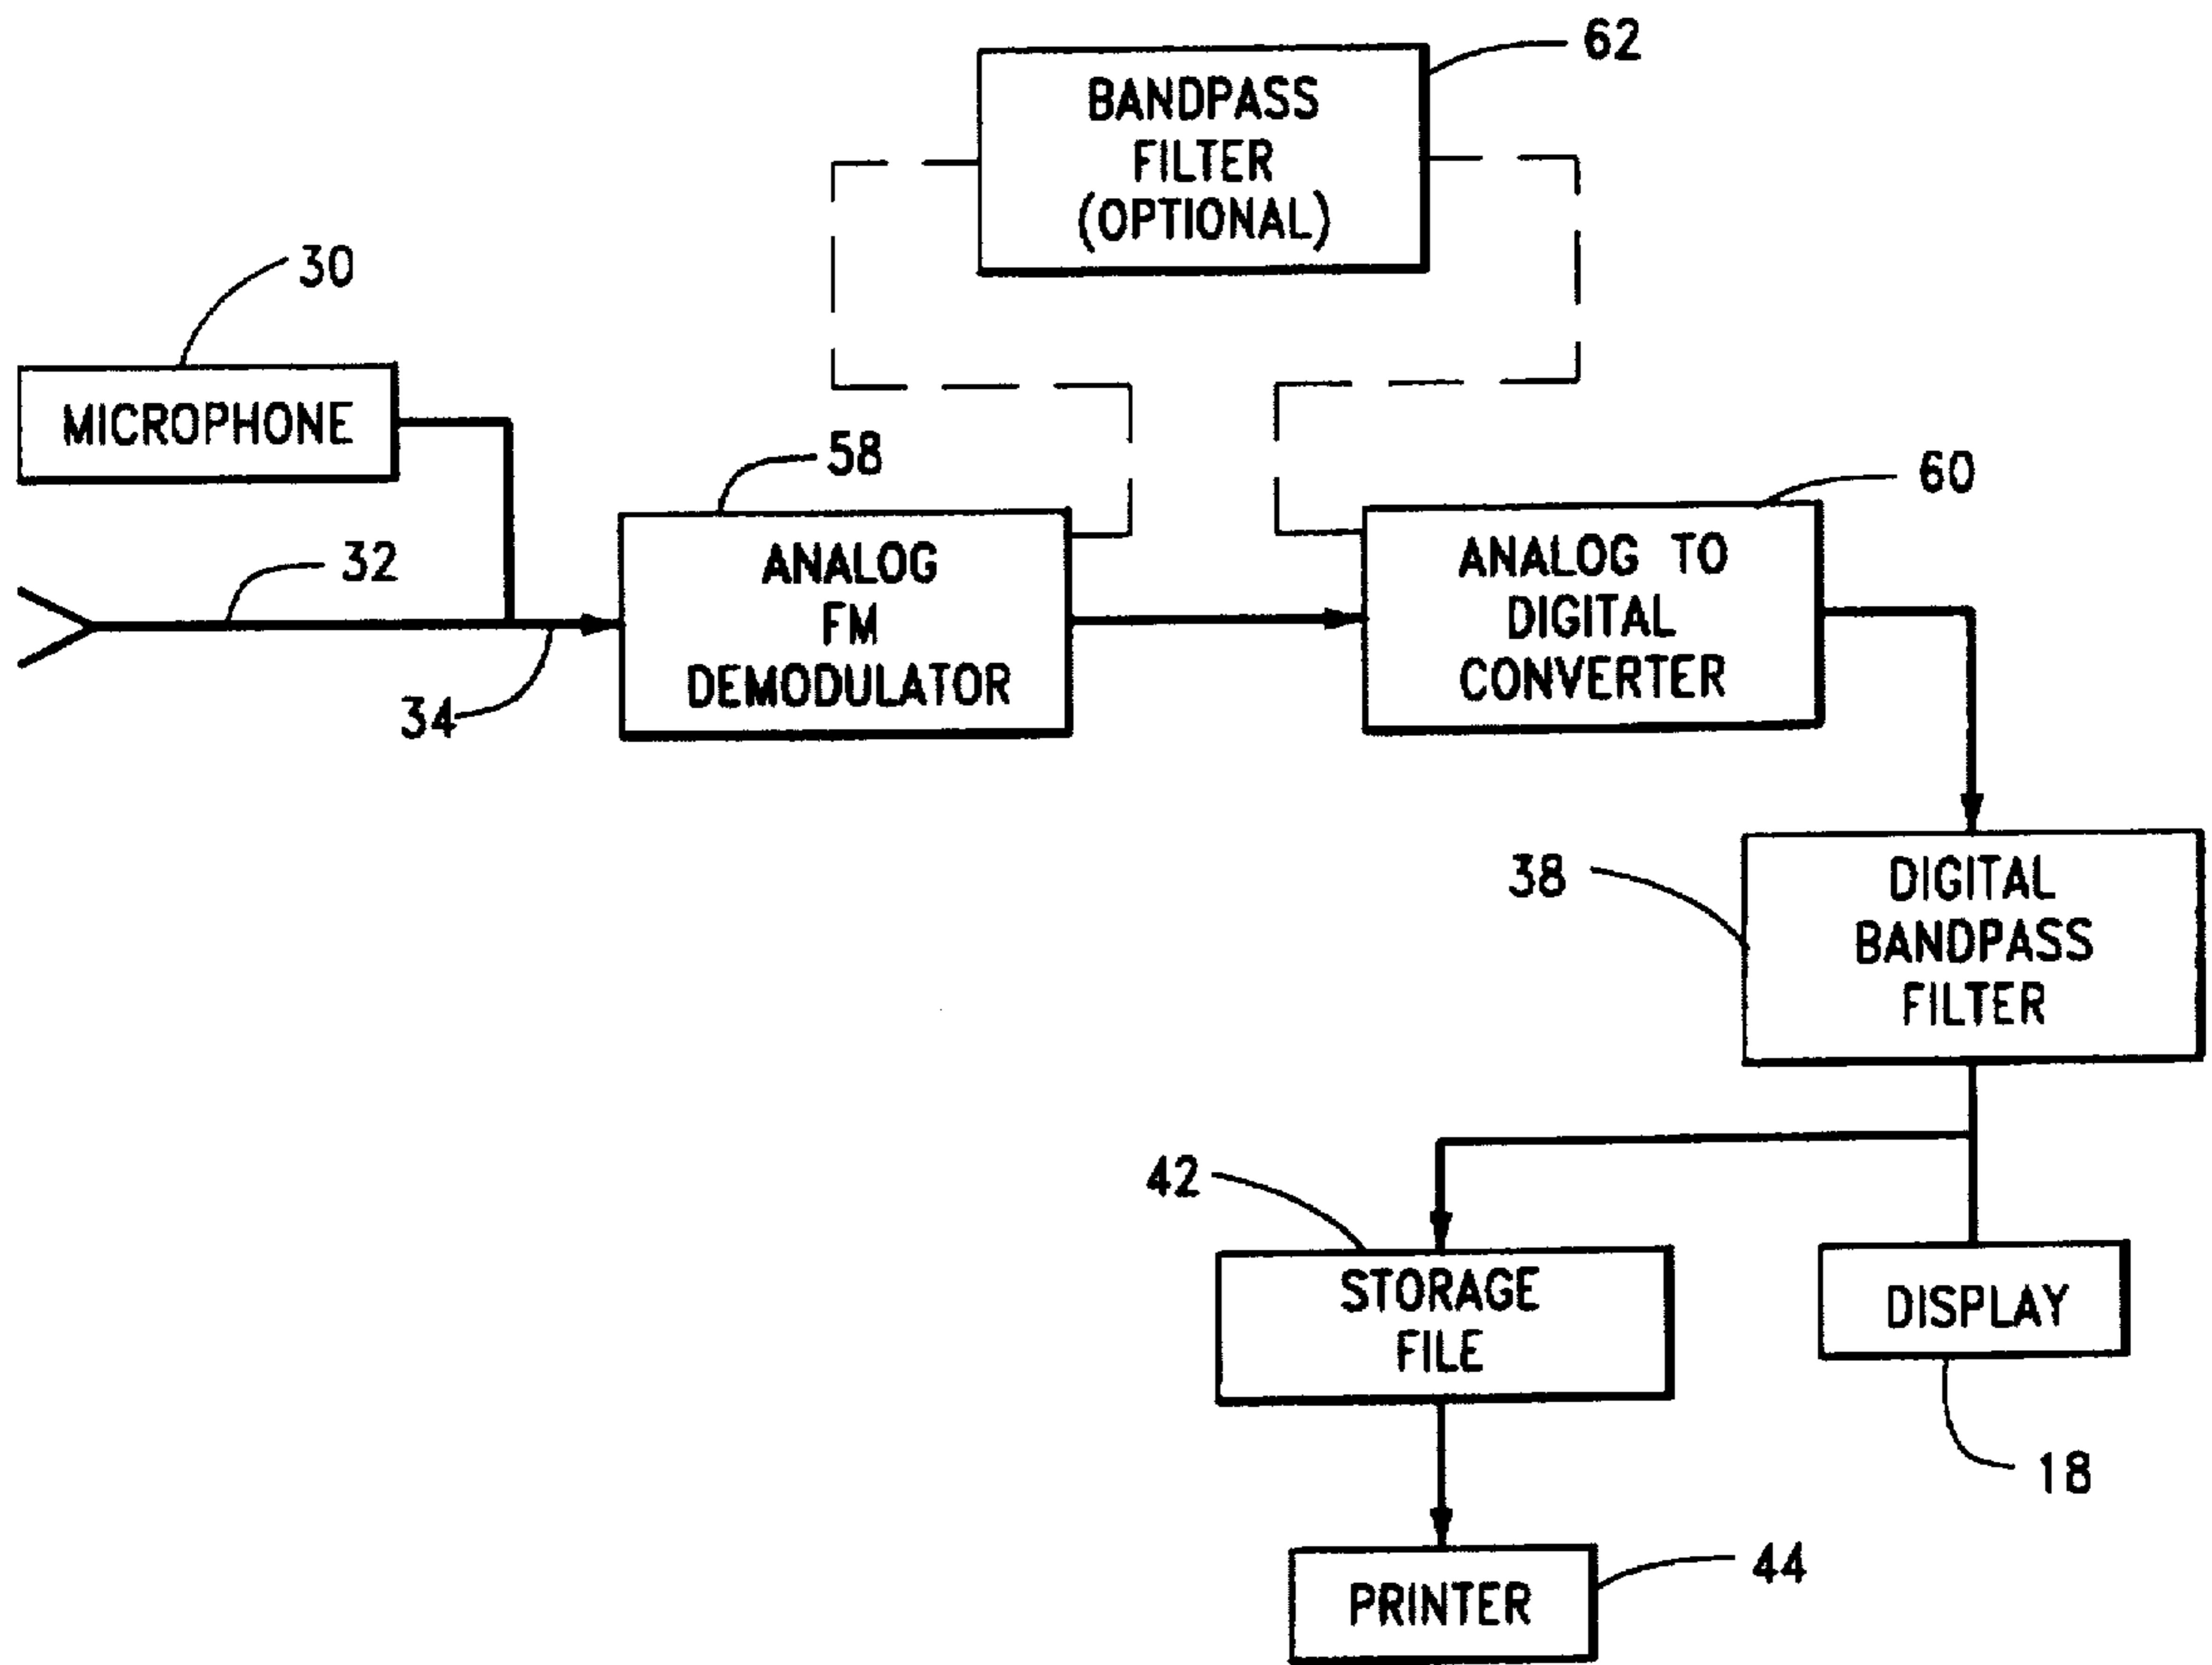 62
BANDPASS
FILTER
(OPTIONAL)
30
MICROPHONE
58
60
32
ANALOG
FM
DEMODULATOR
ANALOG TO
DIGITAL
CONVERTER
34
38
DIGITAL
BANDPASS
FILTER
42
STORAGE
FILE
DISPLAY
18
PRINTER
44